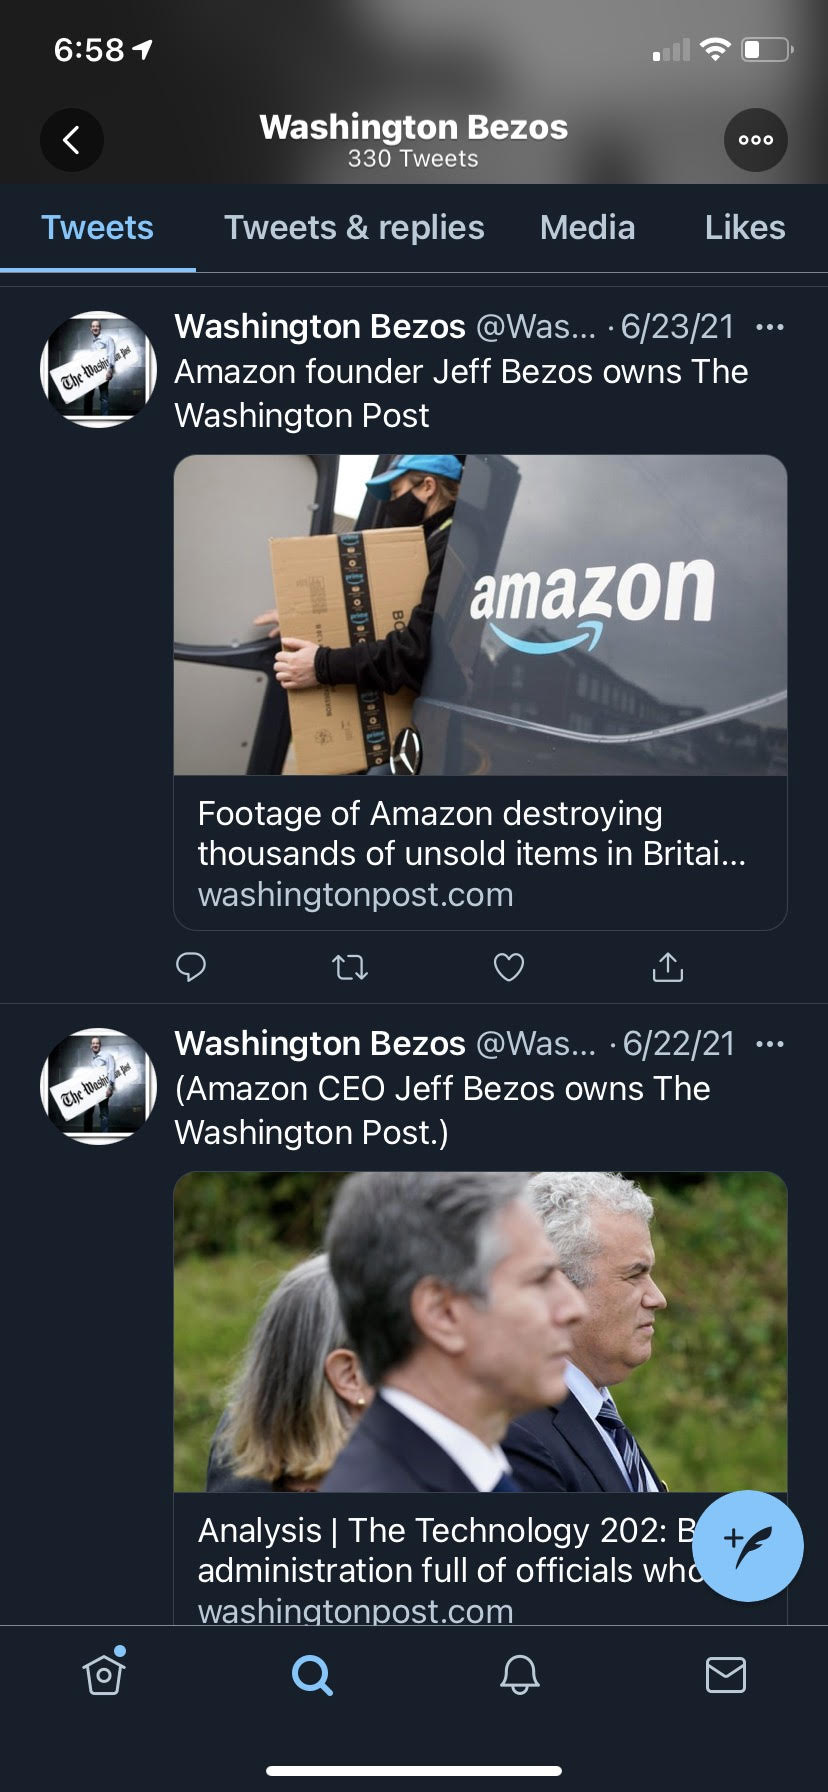 6:58
Washington Bezos
330 Tweets
Tweets
Tweets & replies
Media
Likes
Washington Bezos @Was... · 6/23/21
Amazon founder Jeff Bezos owns The
Washington Post
amazon
Footage of Amazon destroying
thousands of unsold items in Britai...
washingtonpost.com
Washington Bezos @Was... · 6/22/21
(Amazon CEO Jeff Bezos owns The
Washington Post.)
Analysis | The Technology 202: B
administration full of officials who
washingtonpost.com